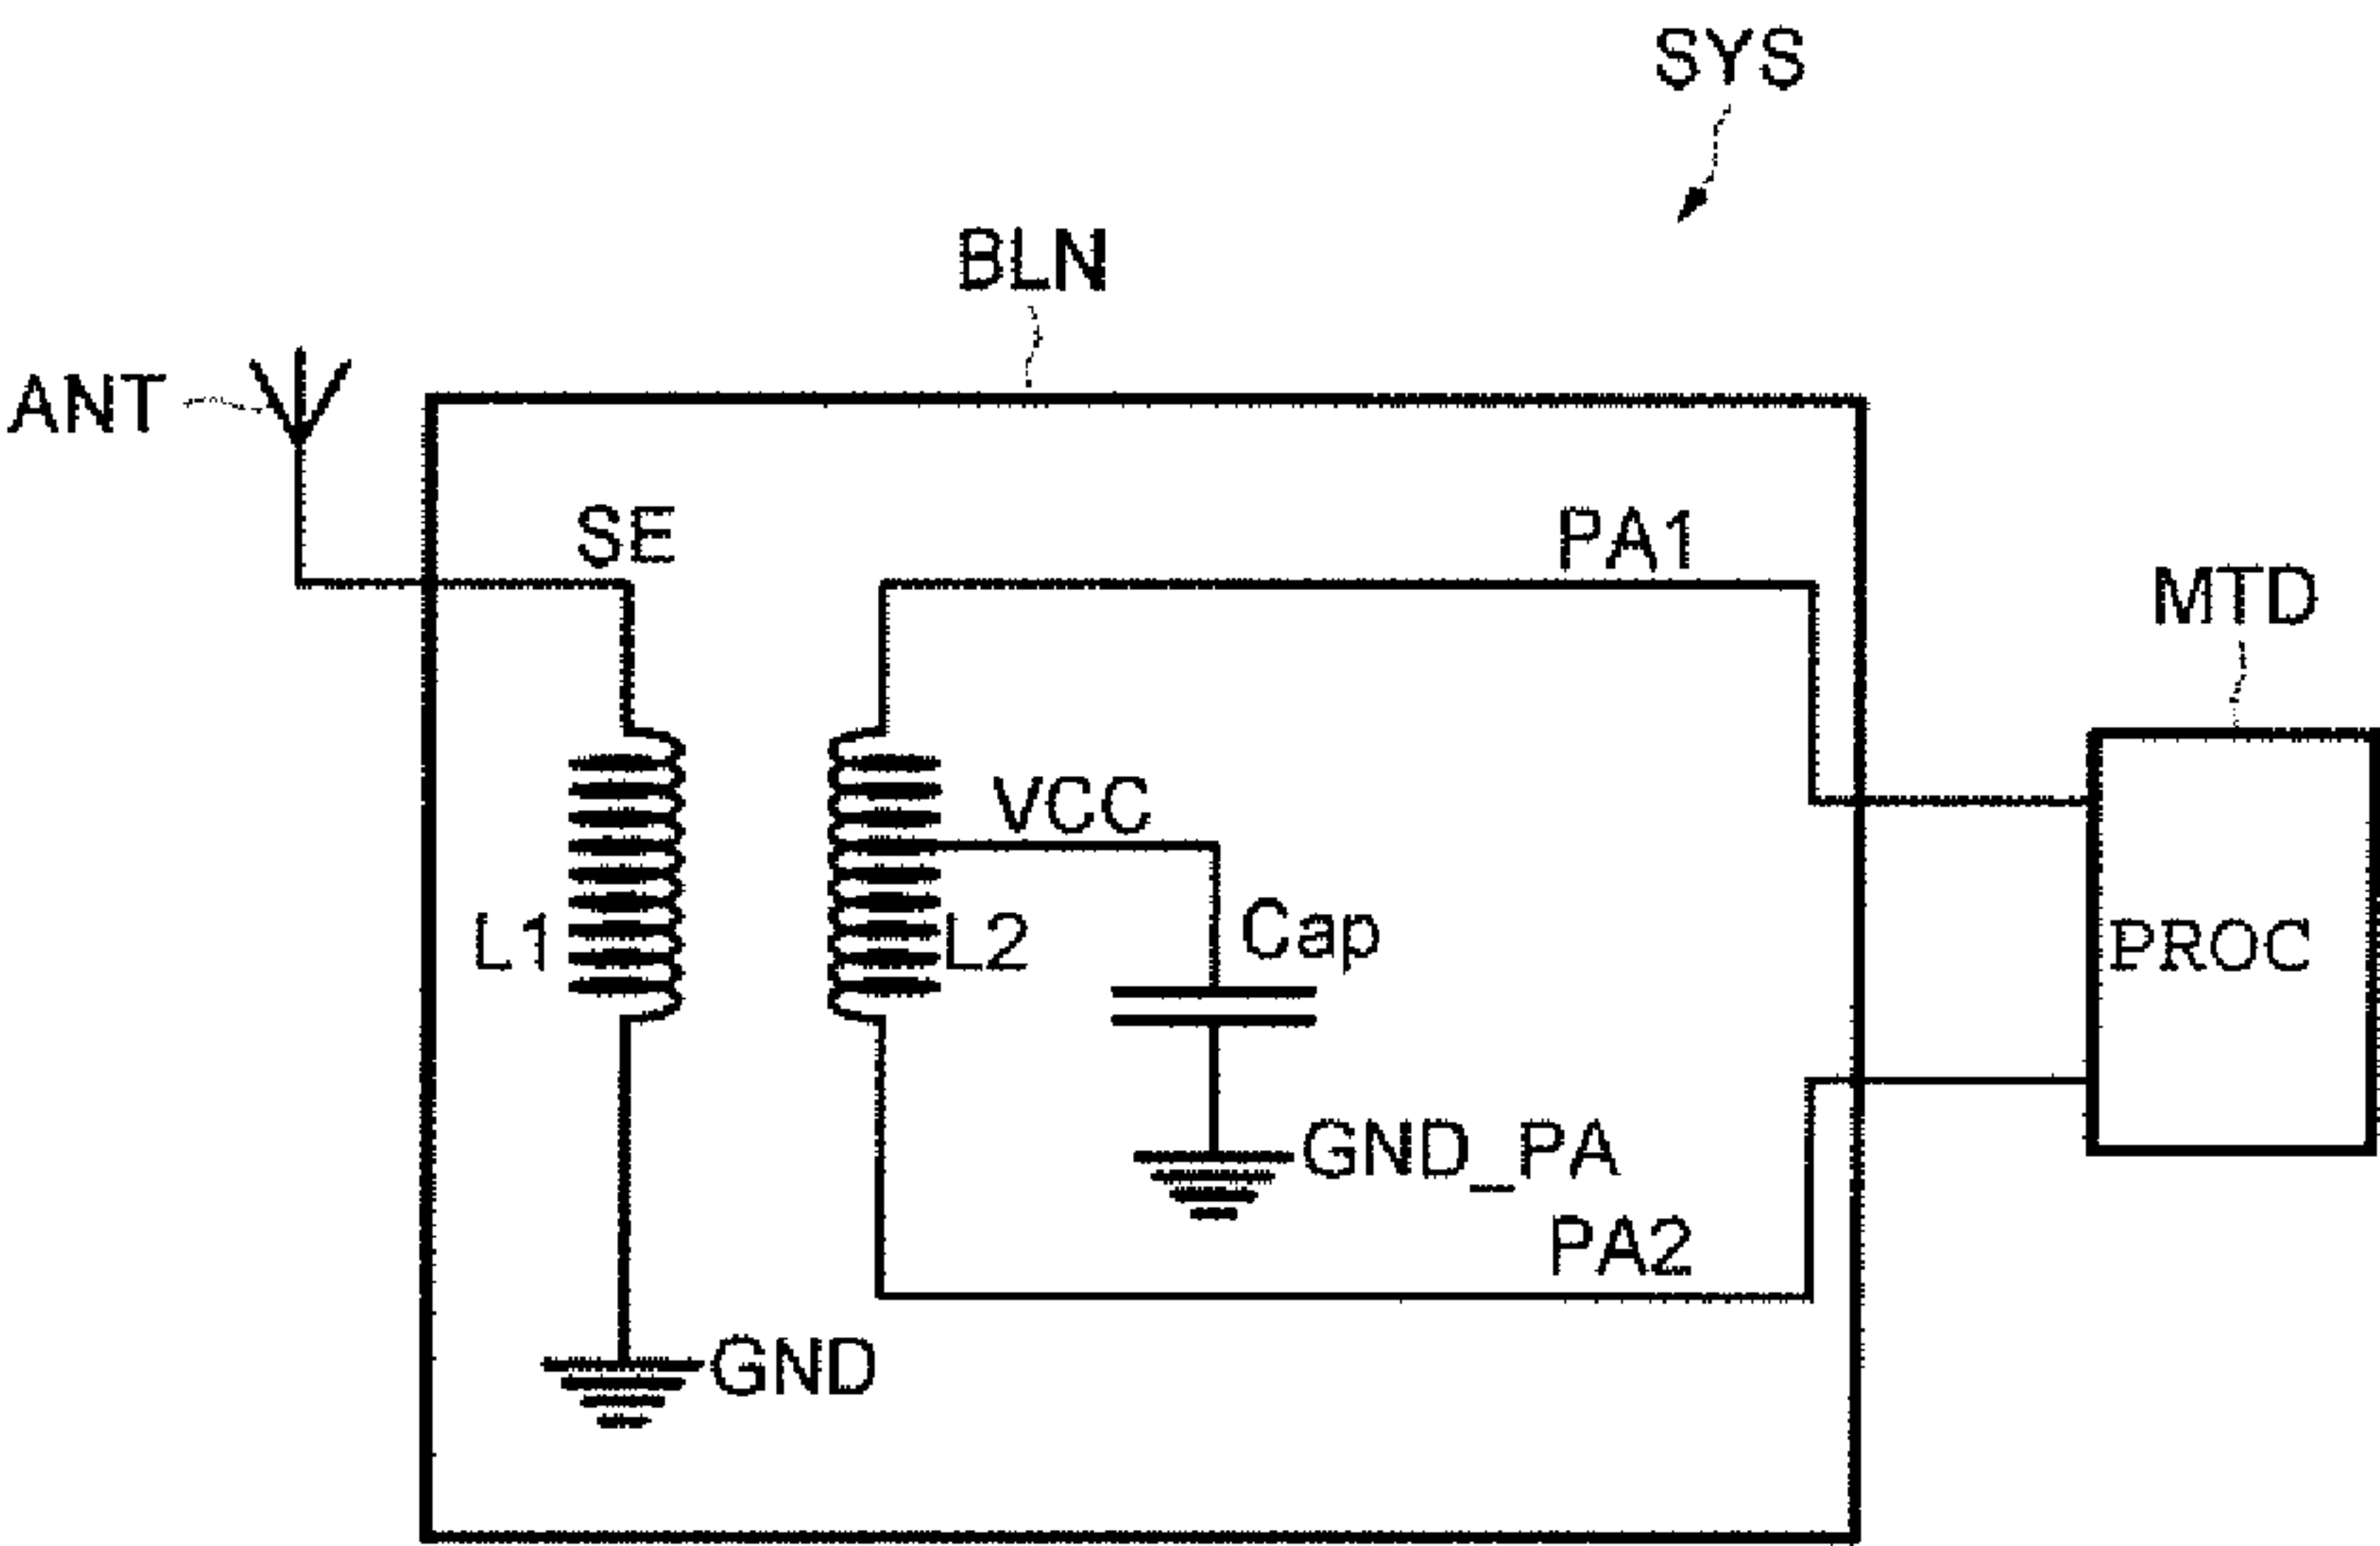 SYS
BLN
ANT
SE
PA1
MTD
VCC
L1
L2
Cap
PROC
GND_PA
PA2
GND